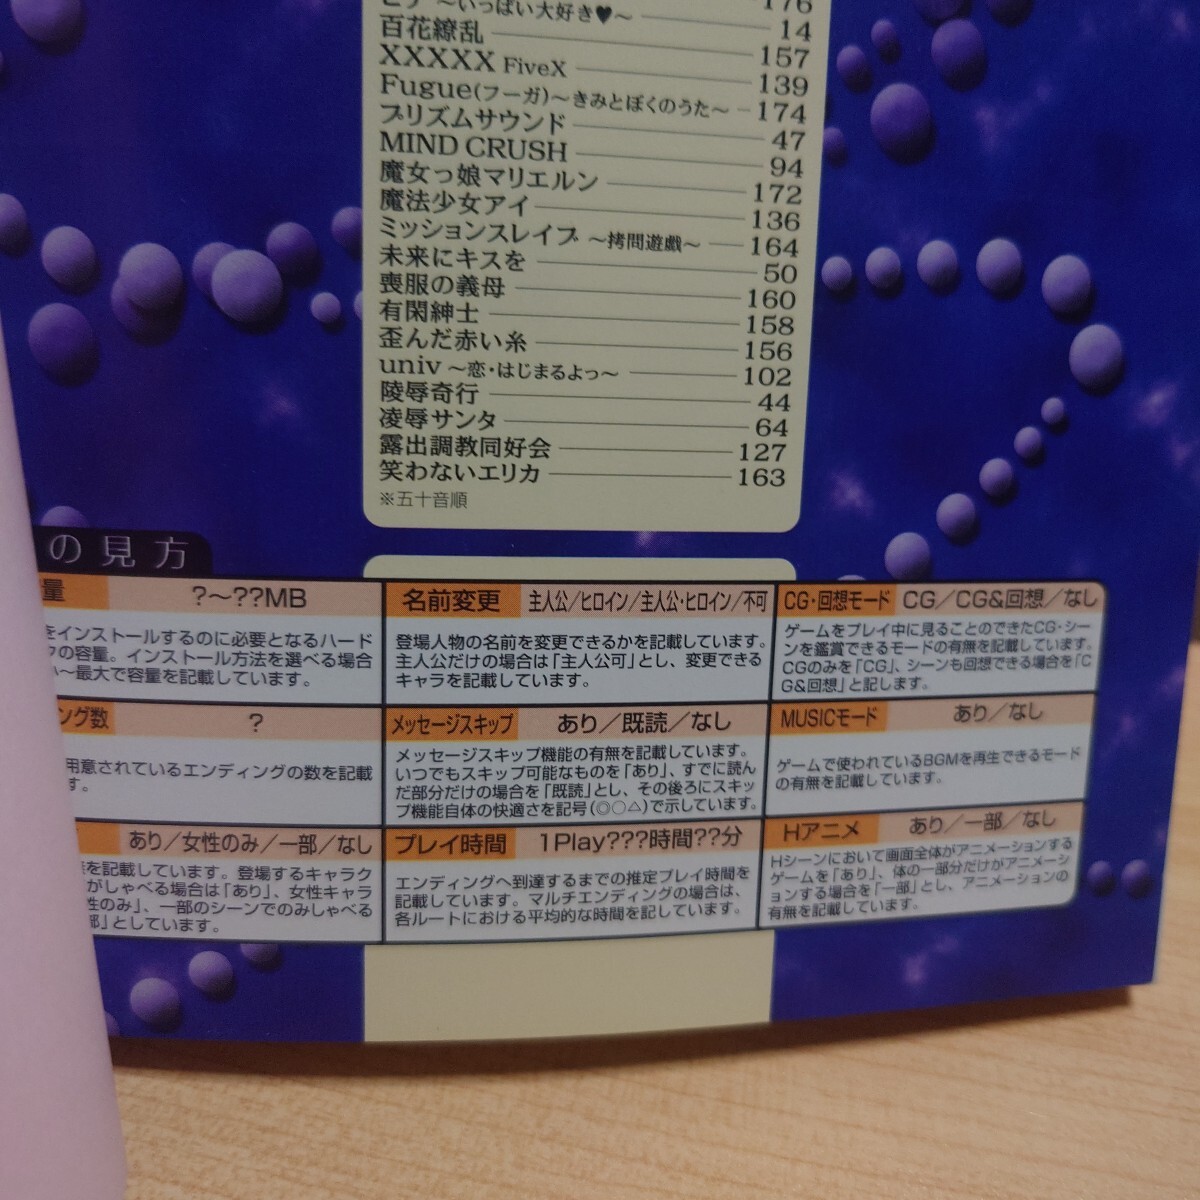 ～いっぱい大好き♥～ 176
百花繚乱 14
XXXXX FiveX 157
Fugue(フーガ)～きみとぼくのうた～ 139
プリズムサウンド 174
MIND CRUSH 47
魔女っ娘マリエルン 94
魔法少女アイ 172
ミッションスレイブ ～拷問遊戯～ 136
未来にキスを 164
喪服の義母 50
有閑紳士 160
歪んだ赤い糸 158
univ ～恋・はじまるよっ～ 156
陵辱奇行 102
凌辱サンタ 44
露出調教同好会 64
笑わないエリカ 127
163
※五十音順
の見方
量 ?～??MB
をインストールするのに必要となるハード
クの容量。インストール方法を選べる場合
～最大で容量を記載しています。
名前変更 主人公／ヒロイン／主人公・ヒロイン／不可
登場人物の名前を変更できるかを記載しています。
主人公だけの場合は「主人公可」とし、変更できる
キャラを記載しています。
CG・回想モード CG／CG&回想／なし
ゲームをプレイ中に見ることのできたCG・シー
ンを鑑賞できるモードの有無を記載しています。
CGのみを「CG」、シーンも回想できる場合を「C
G&回想」と記します。
ング数 ?
用意されているエンディングの数を記載
す。
メッセージスキップ あり／既読／なし
メッセージスキップ機能の有無を記載しています。
いつでもスキップ可能なものを「あり」、すでに読ん
だ部分だけの場合を「既読」とし、その後ろにスキッ
プ機能自体の快適さを記号(◎○△)で示しています。
MUSICモード あり／なし
ゲームで使われているBGMを再生できるモード
の有無を記載しています。
あり／女性のみ／一部／なし
を記載しています。登場するキャラク
がしゃべる場合は「あり」、女性キャラ
性のみ」、一部のシーンでのみしゃべる
部」としています。
プレイ時間 1Play???時間??分
エンディングへ到達するまでの推定プレイ時間を
記載しています。マルチエンディングの場合は、
各ルートにおける平均的な時間を記しています。
Hアニメ あり／一部／なし
Hシーンにおいて画面全体がアニメーションする
ゲームを「あり」、体の一部分だけがアニメーシ
ョンする場合を「一部」とし、アニメーションの
有無を記載しています。